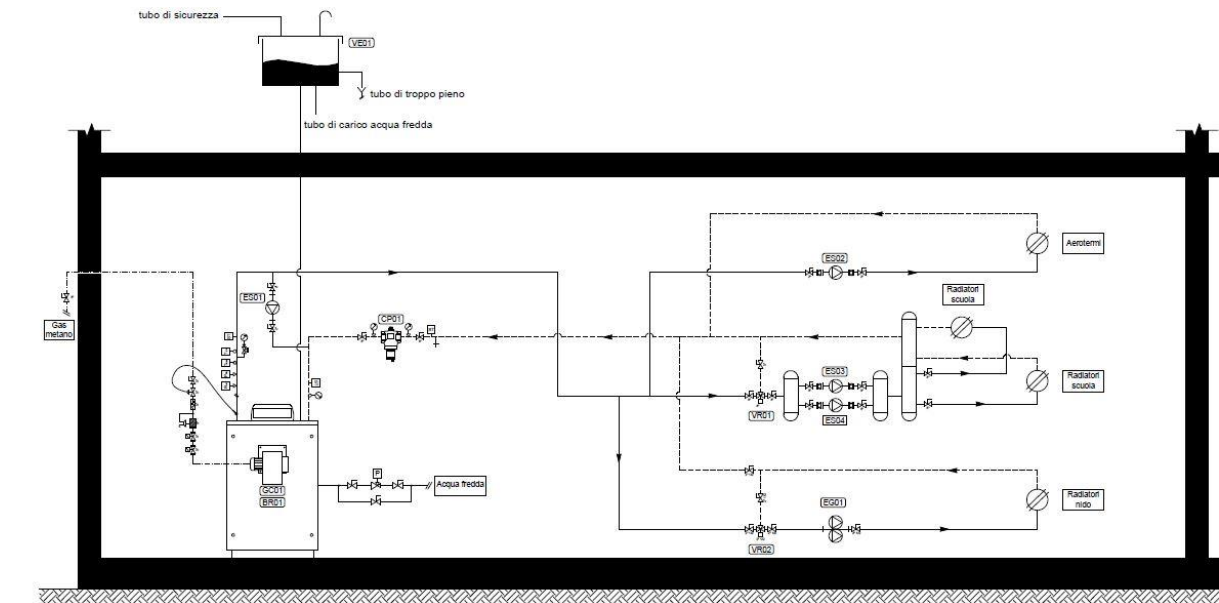 tubo di sicurezza
VE01
tubo di troppo pieno
tubo di carico acqua fredda
Aerotermi
ES02
Radiatori
scuola
ES01
CP01
Gas
metano
ES03
Radiatori
scuola
VR01
ES04
P
Acqua fredda
GC01
BR01
EG01
Radiatori
nido
VR02